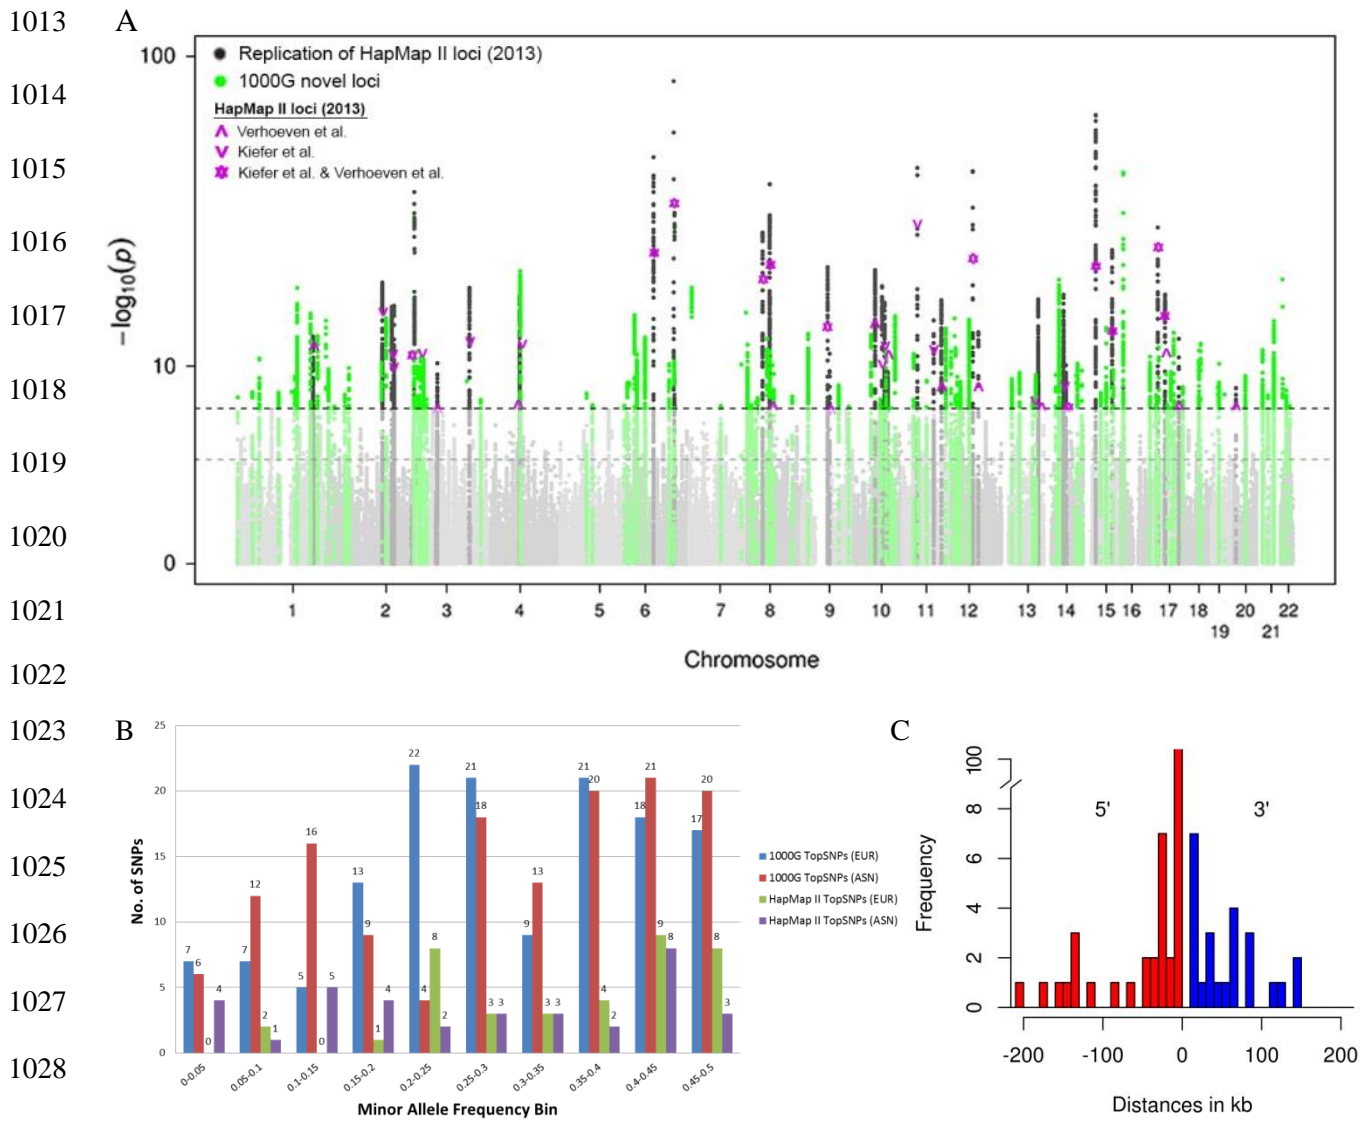 1013
1014
1015
1016
1017
1018
1019
1020
1021
1022
1023
1024
1025
1026
1027
1028
A
Replication of HapMap II loci (2013)
1000G novel loci
HapMap II loci (2013)
Verhoeven et al.
Kiefer et al.
Kiefer et al. & Verhoeven et al.
−log10(p)
100
10
0
1 2 3 4 5 6 7 8 9 10 11 12 13 14 15 16 17 18 20 22
19 21
Chromosome
B
No. of SNPs
25
20
15
10
5
0
7 6 0 4
7 12 2 1
5 16 0 5
13 9 1 4
22 4 8 2
21 18 3 3
9 13 3 3
21 20 4 2
18 21 9 8
17 20 8 3
0-0.05 0.05-0.1 0.1-0.15 0.15-0.2 0.2-0.25 0.25-0.3 0.3-0.35 0.35-0.4 0.4-0.45 0.45-0.5
Minor Allele Frequency Bin
1000G TopSNPs (EUR)
1000G TopSNPs (ASN)
HapMap II TopSNPs (EUR)
HapMap II TopSNPs (ASN)
C
Frequency
100
8
6
4
2
0
5'
3'
-200 -100 0 100 200
Distances in kb